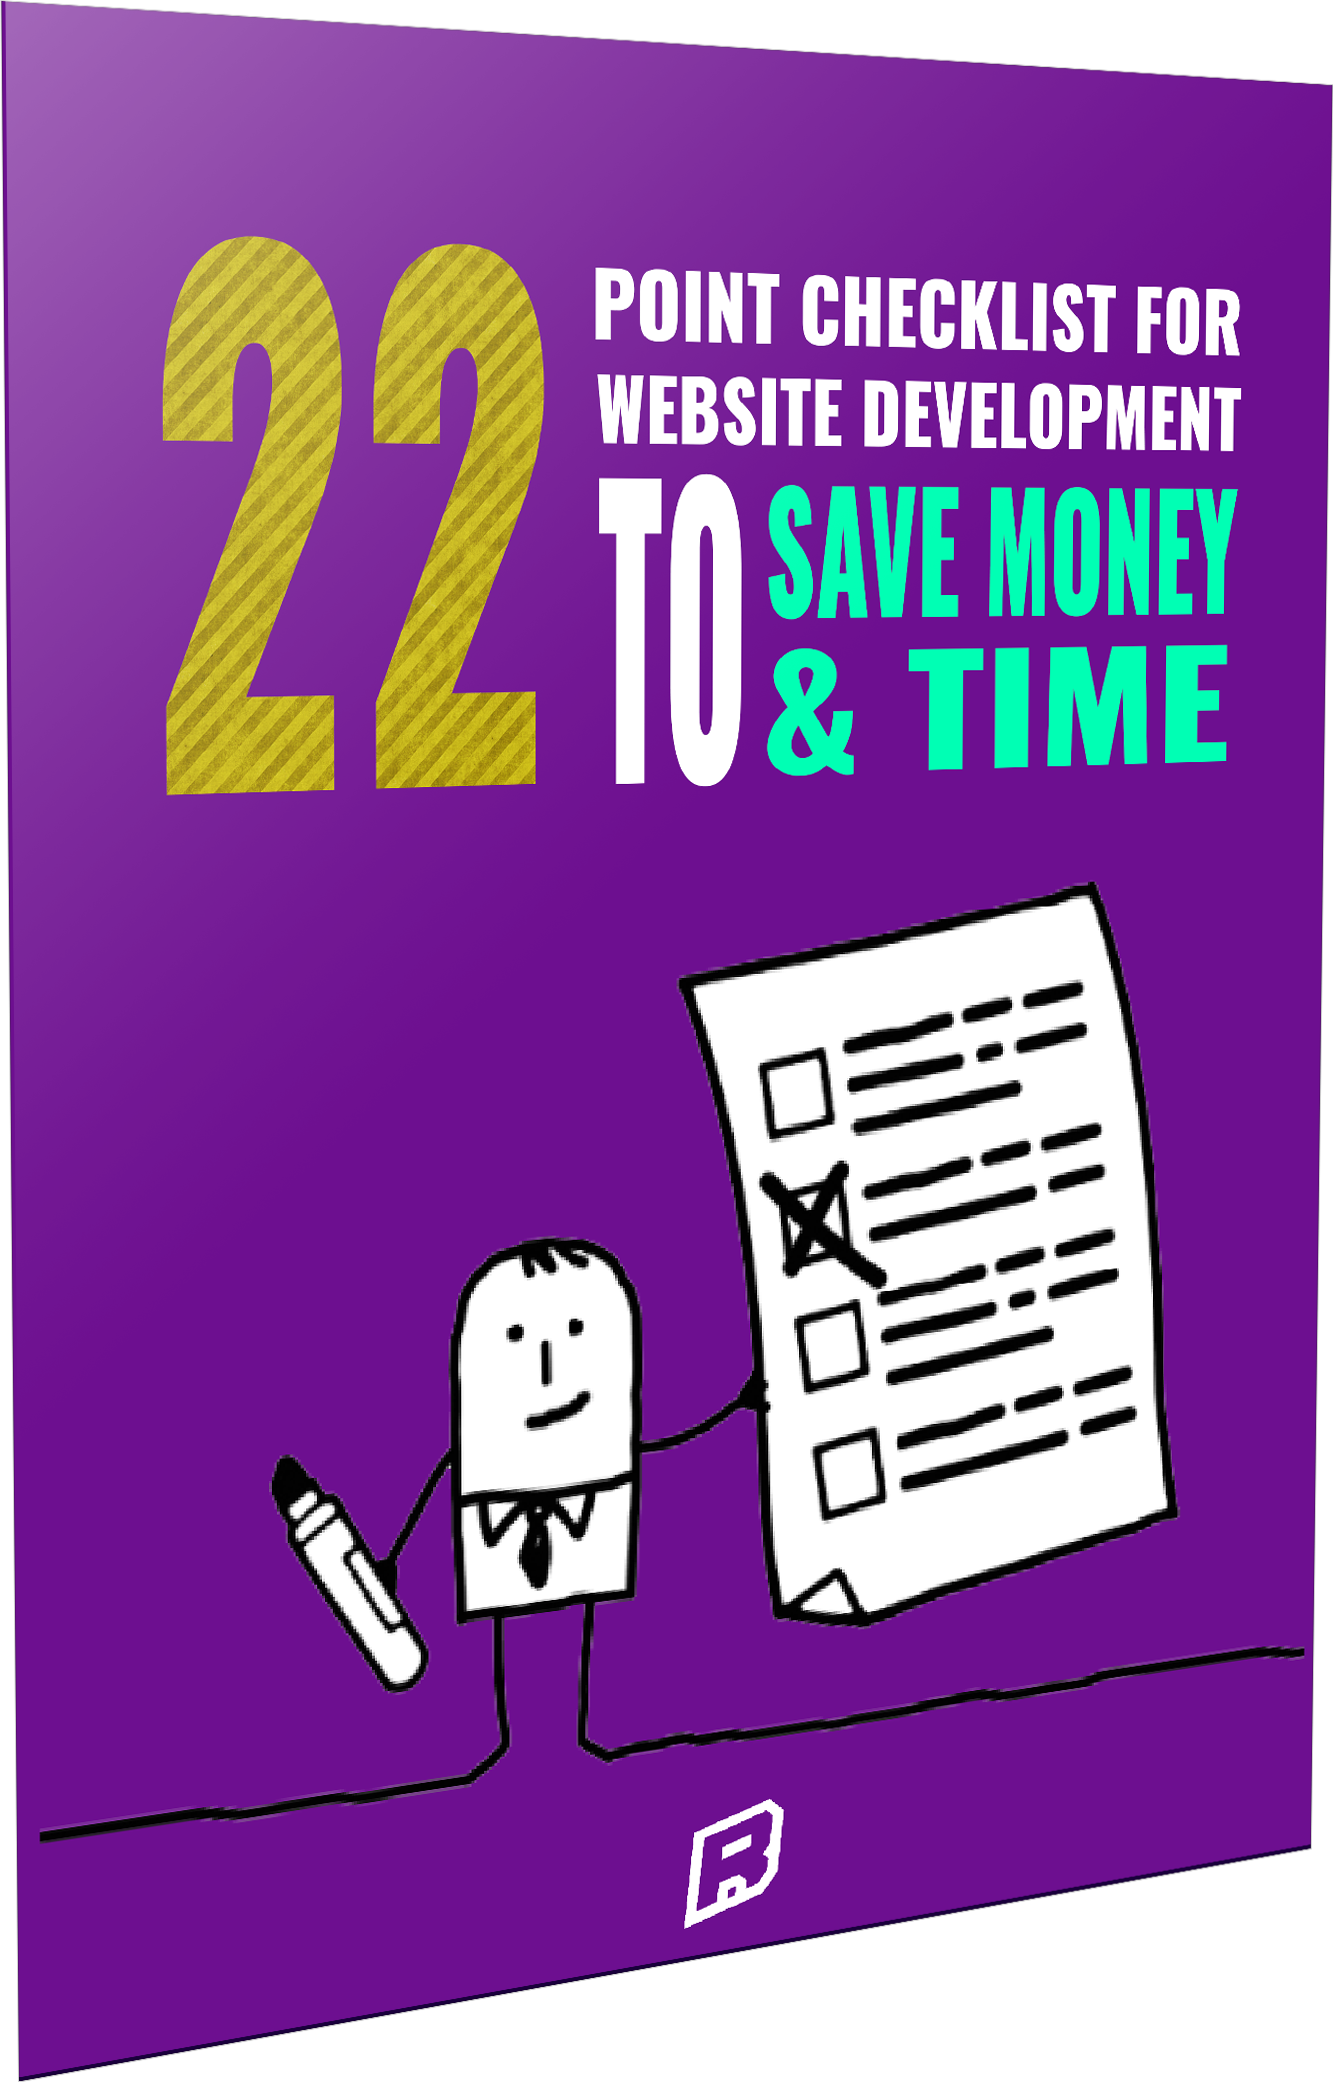 22
POINT CHECKLIST FOR
WEBSITE DEVELOPMENT
TO
SAVE MONEY
& TIME